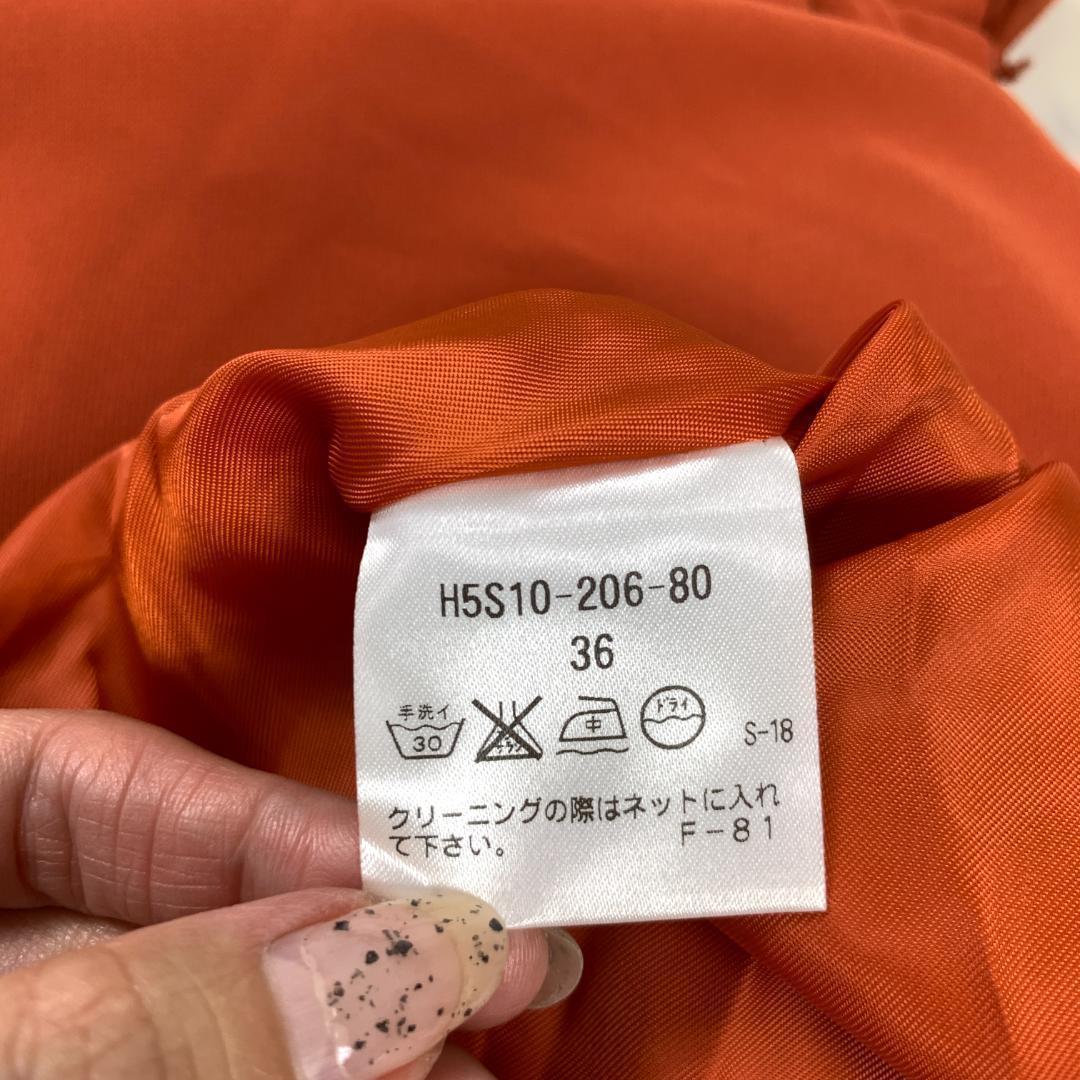 H5S10-206-80
36
手洗イ
30
中
ドライ
S-18
クリーニングの際はネットに入れ
て下さい。
F-81